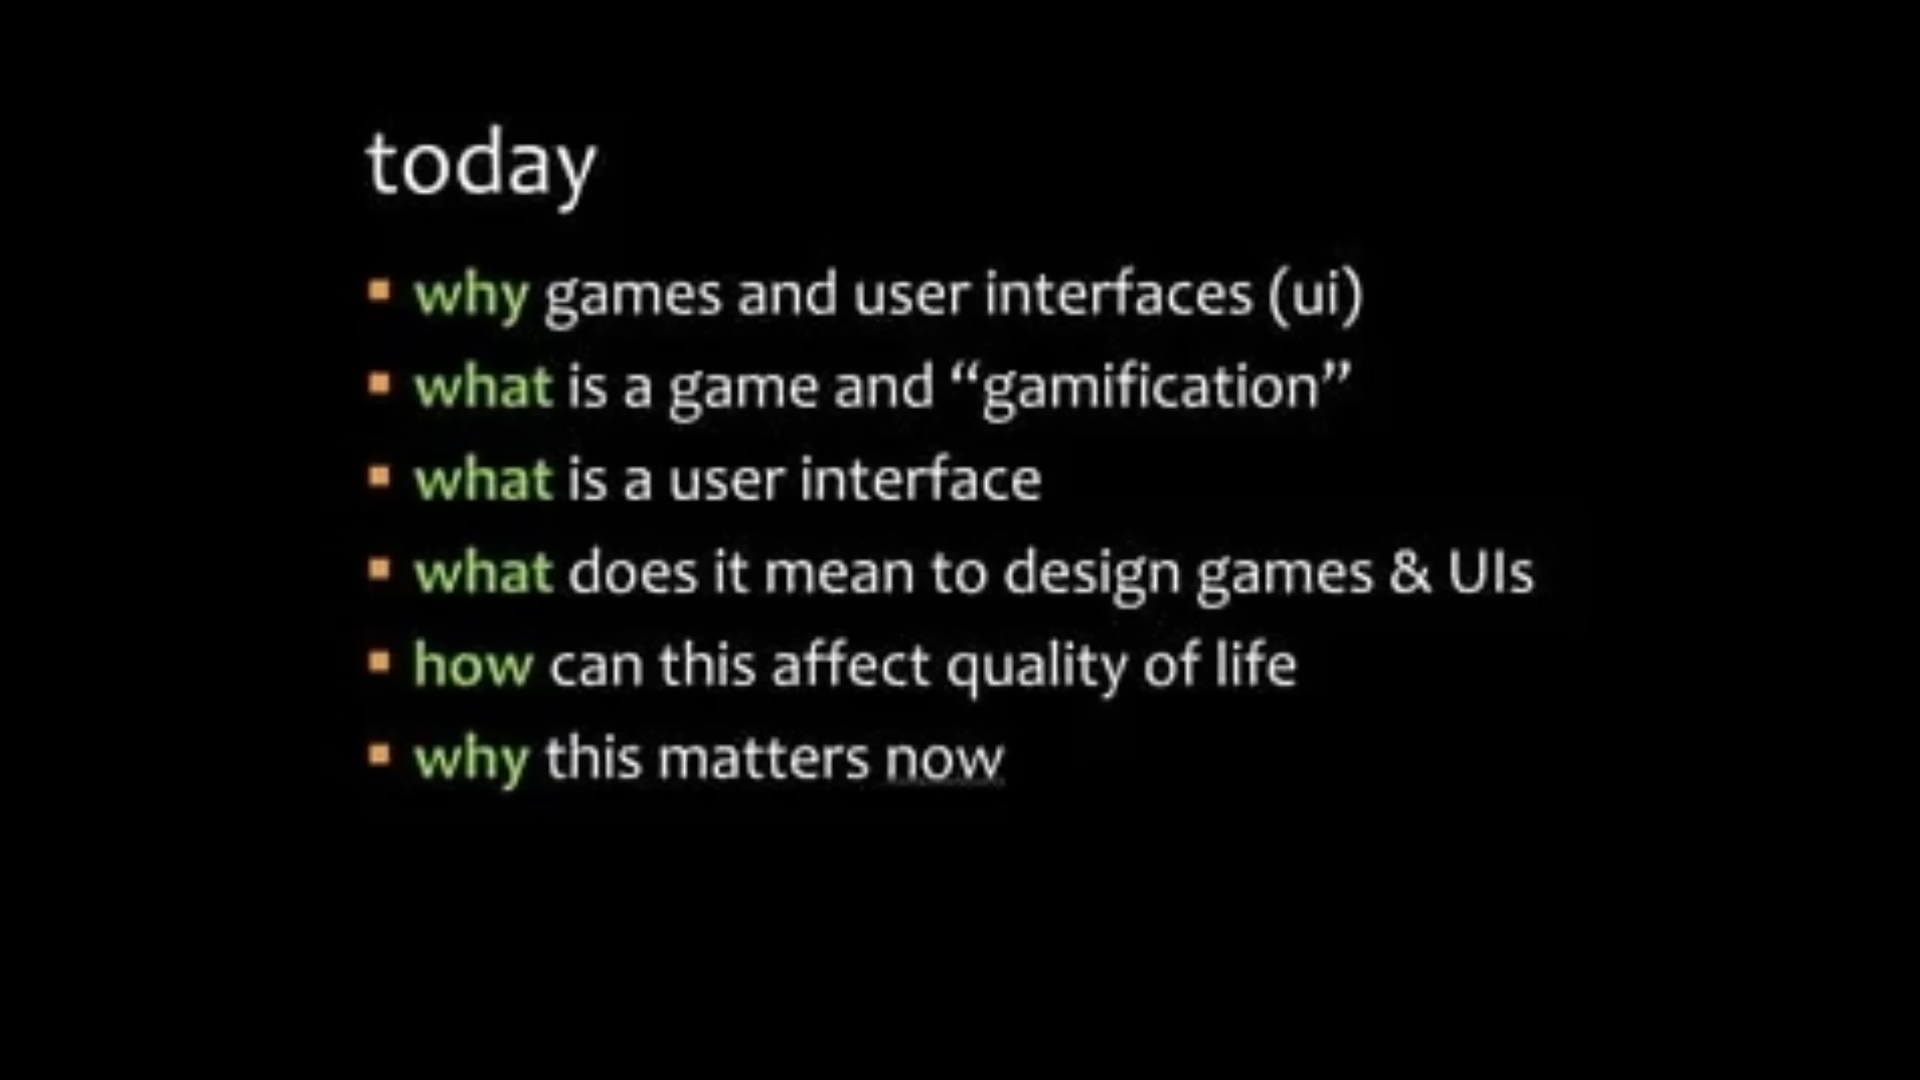 today
why games and user interfaces (ui)
what is a game and “gamification”
what is a user interface
what does it mean to design games & UIs
how can this affect quality of life
why this matters now